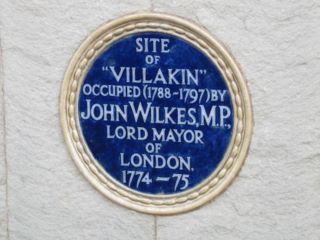 SITE
OF
"VILLAKIN"
OCCUPIED (1788-1797) BY
JOHN WILKES, M.P.,
LORD MAYOR
OF
LONDON.
1774-75